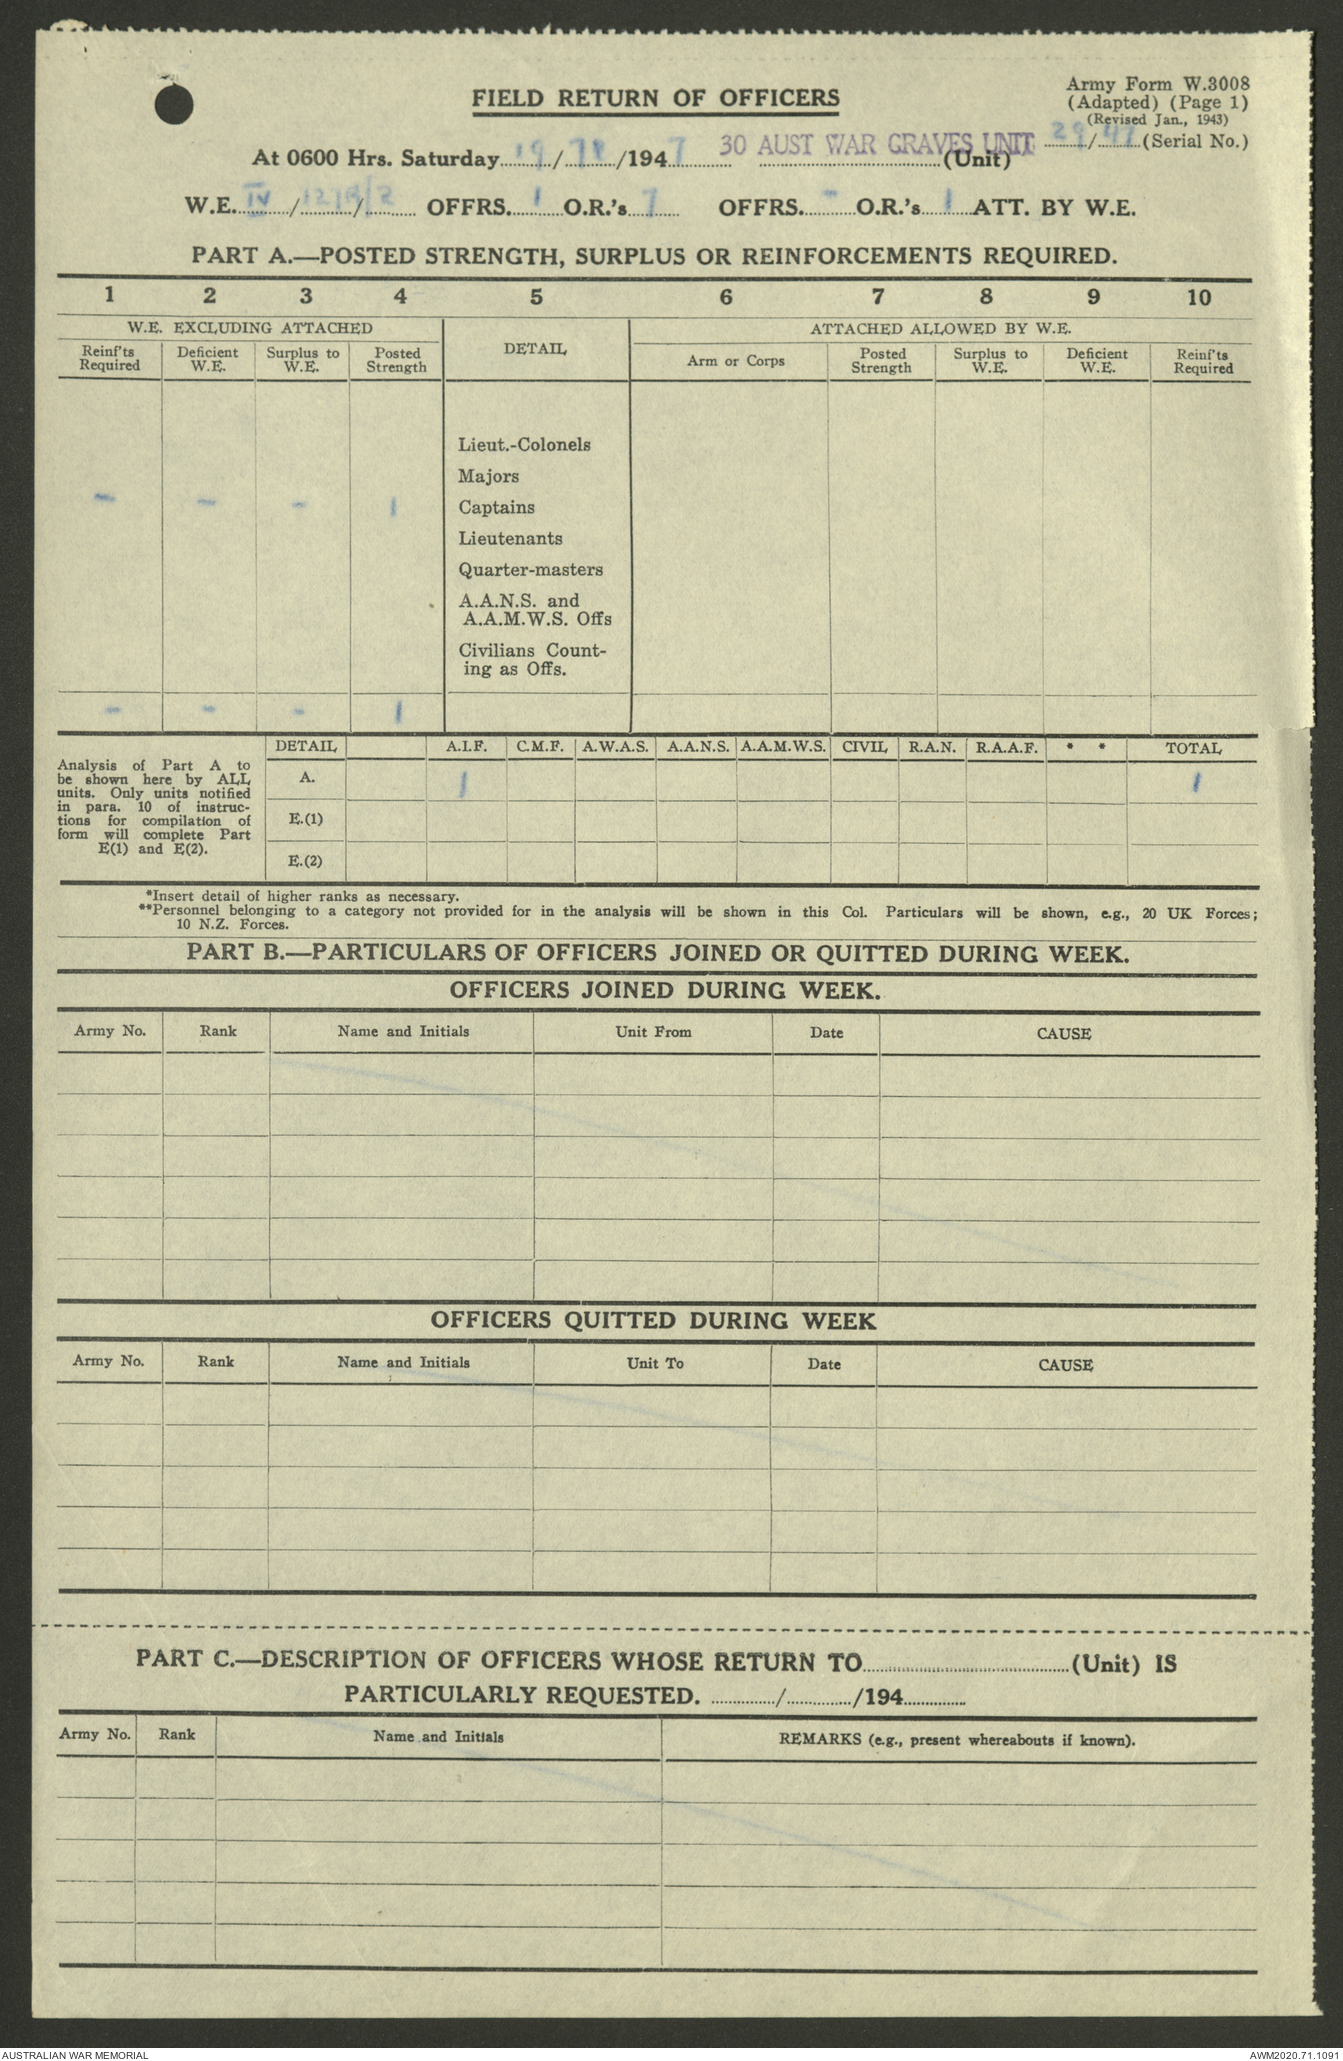 Army Form W.3008
FIELD RETURN OF OFFICERS
(Adapted) (Page 1)
(Revised Jan., 1943)
At 0600 Hrs. Saturday 19 / /1947 30 AUST WAR GRAVES UNIT (Unit) 29/47 (Serial No.)
W.E. IV / / 2 OFFRS. 1 O.R.'s 7 OFFRS. - O.R.'s 1 ATT. BY W.E.
PART A.—POSTED STRENGTH, SURPLUS OR REINFORCEMENTS REQUIRED.
1 2 3 4 5 6 7 8 9 10
W.E. EXCLUDING ATTACHED DETAIL ATTACHED ALLOWED BY W.E.
Reinf'ts Required Deficient W.E. Surplus to W.E. Posted Strength Arm or Corps Posted Strength Surplus to W.E. Deficient W.E. Reinf'ts Required
Lieut.-Colonels
Majors
- - - 1 Captains
Lieutenants
Quarter-masters
A.A.N.S. and
A.A.M.W.S. Offs
Civilians Count-
ing as Offs.
- - - 1
DETAIL A.I.F. C.M.F. A.W.A.S. A.A.N.S. A.A.M.W.S. CIVIL R.A.N. R.A.A.F. * * TOTAL
Analysis of Part A to
be shown here by ALL
units. Only units notified
in para. 10 of instruc-
tions for compilation of
form will complete Part
E(1) and E(2).
A. 1 1
E.(1)
E.(2)
*Insert detail of higher ranks as necessary.
**Personnel belonging to a category not provided for in the analysis will be shown in this Col. Particulars will be shown, e.g., 20 UK Forces;
10 N.Z. Forces.
PART B.—PARTICULARS OF OFFICERS JOINED OR QUITTED DURING WEEK.
OFFICERS JOINED DURING WEEK.
Army No. Rank Name and Initials Unit From Date CAUSE
OFFICERS QUITTED DURING WEEK
Army No. Rank Name and Initials Unit To Date CAUSE
PART C.—DESCRIPTION OF OFFICERS WHOSE RETURN TO (Unit) IS
PARTICULARLY REQUESTED. / /194
Army No. Rank Name and Initials REMARKS (e.g., present whereabouts if known).
AUSTRALIAN WAR MEMORIAL AWM2020.71.1091